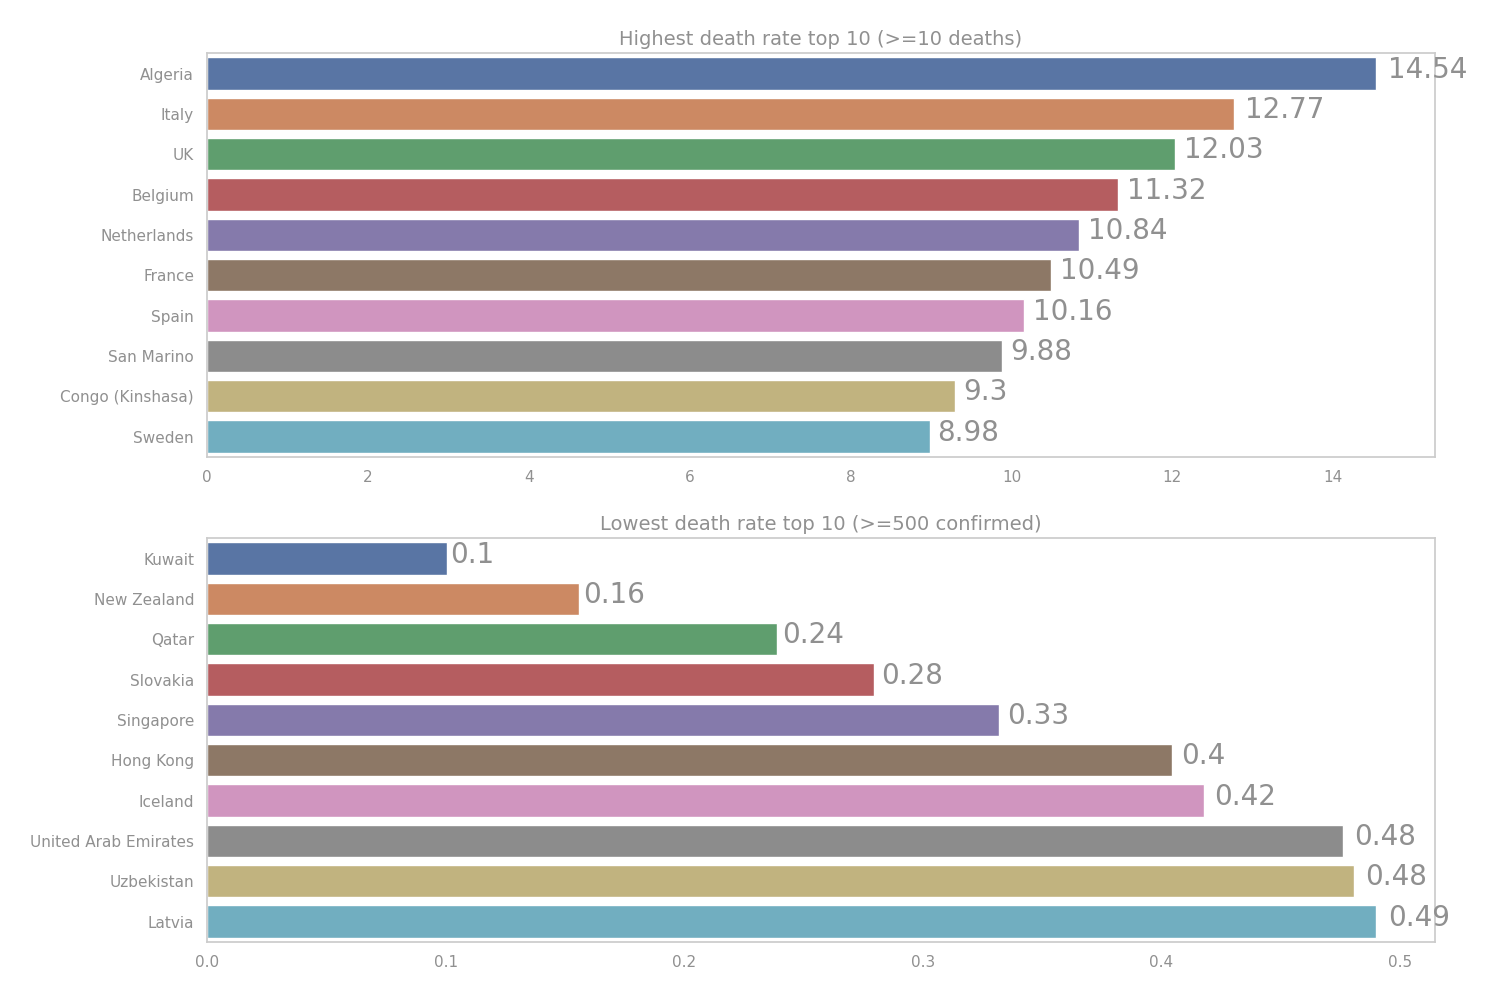 Highest death rate top 10 (>=10 deaths)
Algeria 14.54
Italy 12.77
UK 12.03
Belgium 11.32
Netherlands 10.84
France 10.49
Spain 10.16
San Marino 9.88
Congo (Kinshasa) 9.3
Sweden 8.98
0 2 4 6 8 10 12 14
Lowest death rate top 10 (>=500 confirmed)
Kuwait 0.1
New Zealand 0.16
Qatar 0.24
Slovakia 0.28
Singapore 0.33
Hong Kong 0.4
Iceland 0.42
United Arab Emirates 0.48
Uzbekistan 0.48
Latvia 0.49
0.0 0.1 0.2 0.3 0.4 0.5